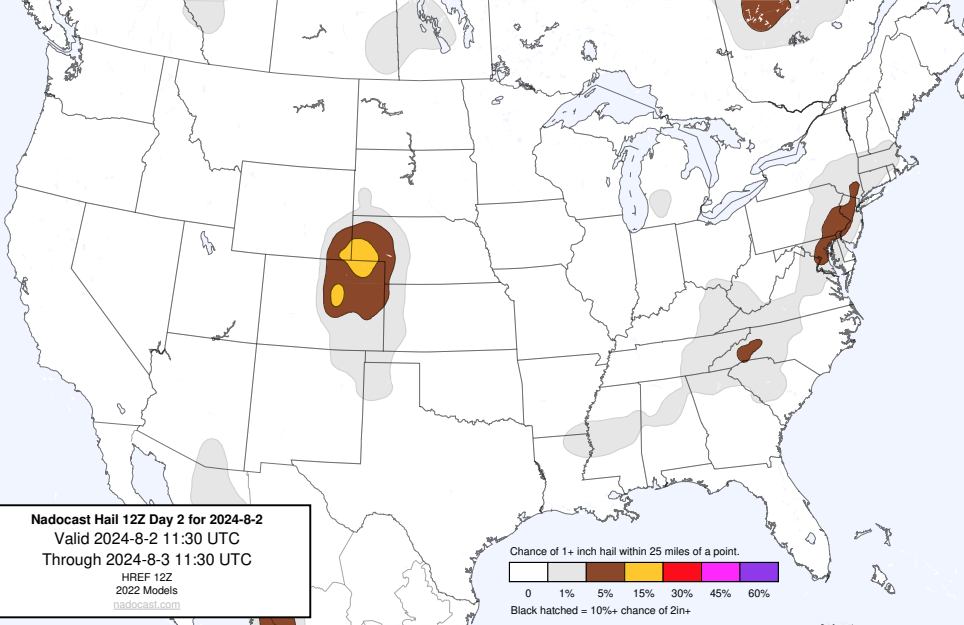 Nadocast Hail 12Z Day 2 for 2024-8-2
Valid 2024-8-2 11:30 UTC
Through 2024-8-3 11:30 UTC
HREF 12Z
2022 Models
nadocast.com
Chance of 1+ inch hail within 25 miles of a point.
0 1% 5% 15% 30% 45% 60%
Black hatched = 10%+ chance of 2in+